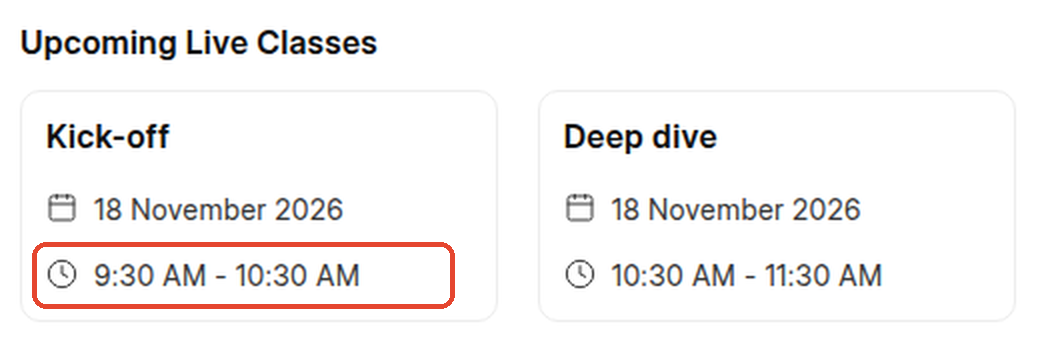 Upcoming Live Classes
Kick-off
18 November 2026
9:30 AM - 10:30 AM
Deep dive
18 November 2026
10:30 AM - 11:30 AM